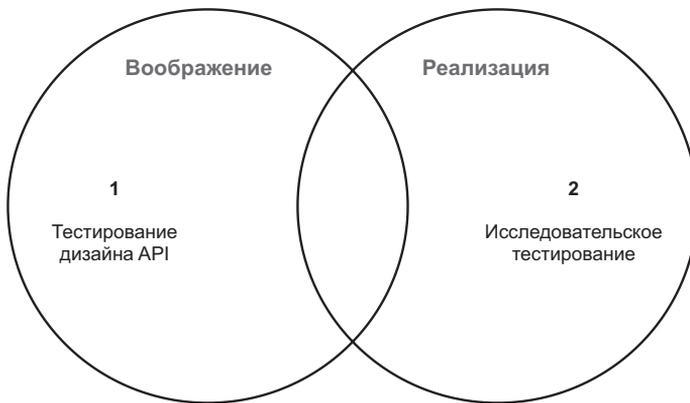 Воображение
Реализация
1
Тестирование
дизайна API
2
Исследовательское
тестирование